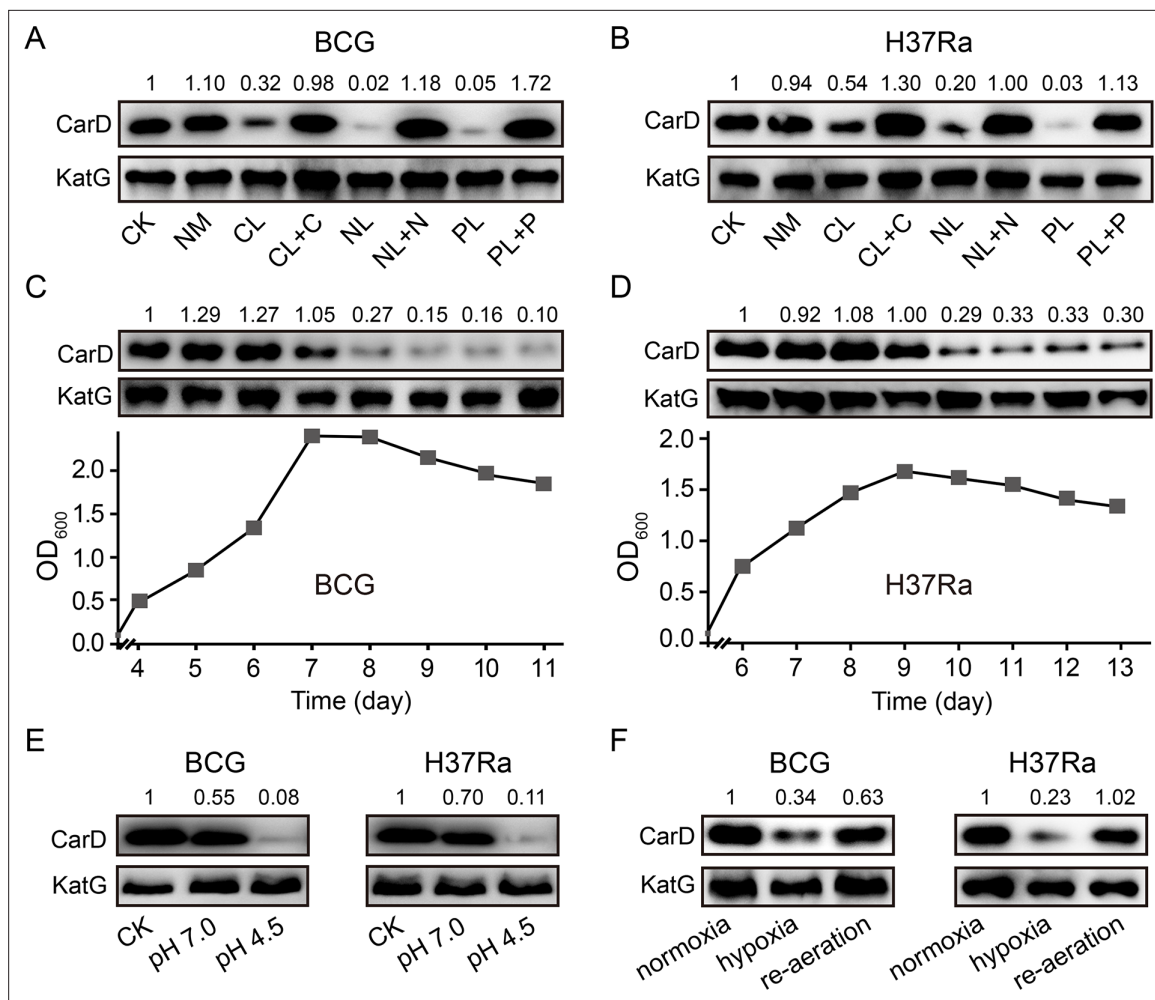 A
BCG
1 1.10 0.32 0.98 0.02 1.18 0.05 1.72
CarD
KatG
CK NM CL CL+C NL NL+N PL PL+P
B
H37Ra
1 0.94 0.54 1.30 0.20 1.00 0.03 1.13
CarD
KatG
CK NM CL CL+C NL NL+N PL PL+P
C
1 1.29 1.27 1.05 0.27 0.15 0.16 0.10
CarD
KatG
2.0
1.5
1.0
0.5
0.0
OD600
BCG
4 5 6 7 8 9 10 11
Time (day)
D
1 0.92 1.08 1.00 0.29 0.33 0.33 0.30
CarD
KatG
2.0
1.5
1.0
0.5
0.0
OD600
H37Ra
6 7 8 9 10 11 12 13
Time (day)
E
BCG
1 0.55 0.08
CarD
KatG
CK pH 7.0 pH 4.5
H37Ra
1 0.70 0.11
CK pH 7.0 pH 4.5
F
BCG
1 0.34 0.63
CarD
KatG
normoxia hypoxia re-aeration
H37Ra
1 0.23 1.02
normoxia hypoxia re-aeration